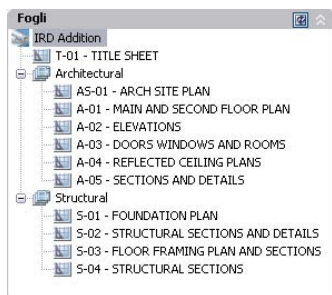 Fogli
IRD Addition
T-01 - TITLE SHEET
Architectural
AS-01 - ARCH SITE PLAN
A-01 - MAIN AND SECOND FLOOR PLAN
A-02 - ELEVATIONS
A-03 - DOORS WINDOWS AND ROOMS
A-04 - REFLECTED CEILING PLANS
A-05 - SECTIONS AND DETAILS
Structural
S-01 - FOUNDATION PLAN
S-02 - STRUCTURAL SECTIONS AND DETAILS
S-03 - FLOOR FRAMING PLAN AND SECTIONS
S-04 - STRUCTURAL SECTIONS